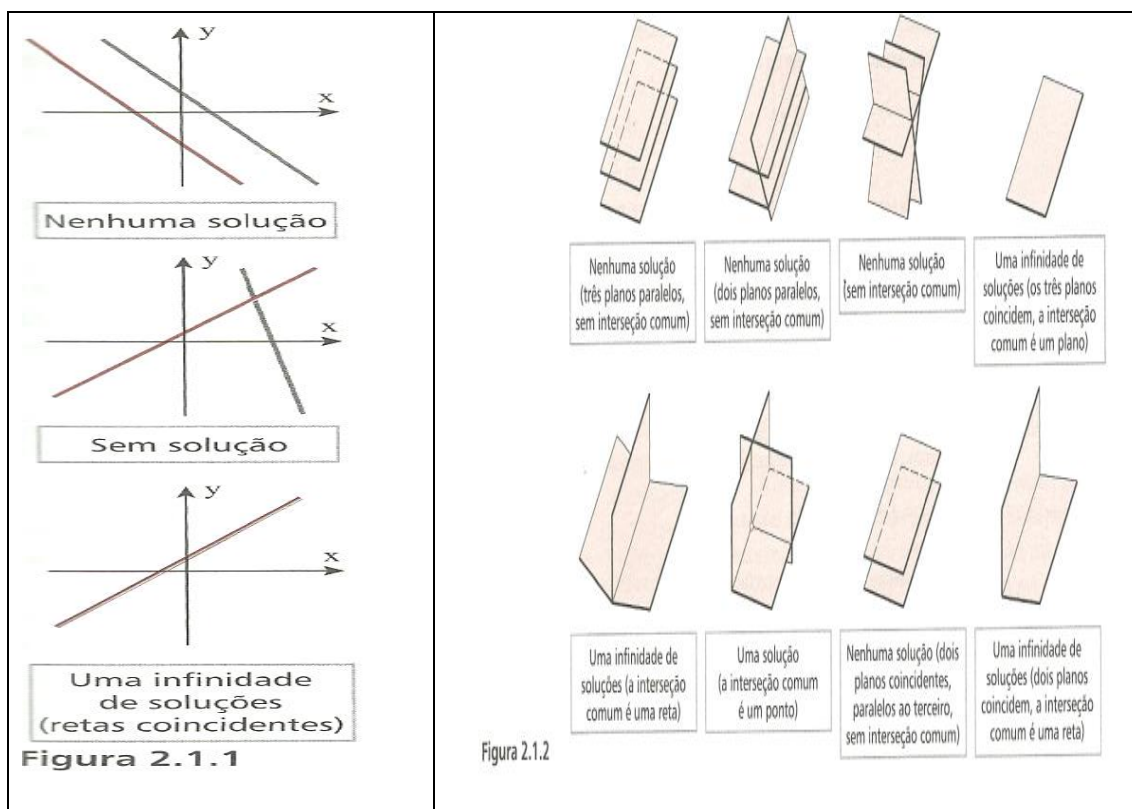 y
x
Nenhuma solução
y
x
Sem solução
y
x
Uma infinidade
de soluções
(retas coincidentes)
Figura 2.1.1
Nenhuma solução
(três planos paralelos,
sem interseção comum)
Nenhuma solução
(dois planos paralelos,
sem interseção comum)
Nenhuma solução
(sem interseção comum)
Uma infinidade de
soluções (os três planos
coincidem, a interseção
comum é um plano)
Uma infinidade de
soluções (a interseção
comum é uma reta)
Uma solução
(a interseção comum
é um ponto)
Nenhuma solução (dois
planos coincidentes,
paralelos ao terceiro,
sem interseção comum)
Uma infinidade de
soluções (dois planos
coincidem, a interseção
comum é uma reta)
Figura 2.1.2